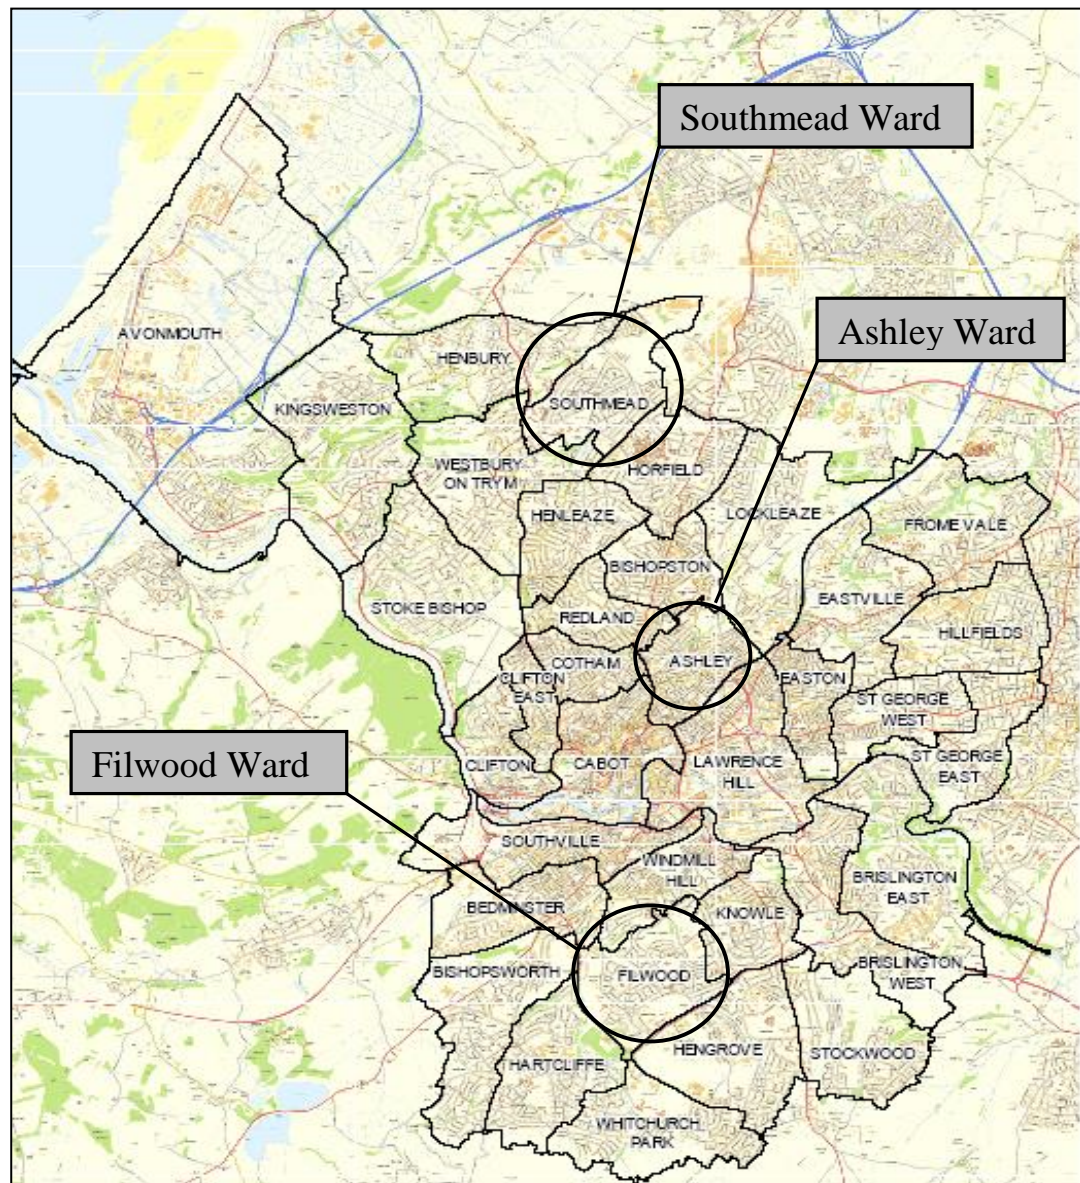 Southmead Ward
Ashley Ward
AVONMOUTH
HENBURY
KINGSWESTON
SOUTHMEAD
WESTBURY
ON TRYM
HORFIELD
HENLEAZE
LOCKLEAZE
FROME VALE
BISHOPSTON
STOKE BISHOP
EASTVILLE
REDLAND
HILLFIELDS
COTHAM
ASHLEY
CLIFTON
EAST
EASTON
ST GEORGE
WEST
Filwood Ward
CLIFTON
CABOT
LAWRENCE
HILL
ST GEORGE
EAST
SOUTHVILLE
WINDMILL
HILL
BRISLINGTON
EAST
BEDMINSTER
KNOWLE
BISHOPSWORTH
FILWOOD
BRISLINGTON
WEST
HENGROVE
STOCKWOOD
HARTCLIFFE
WHITCHURCH
PARK